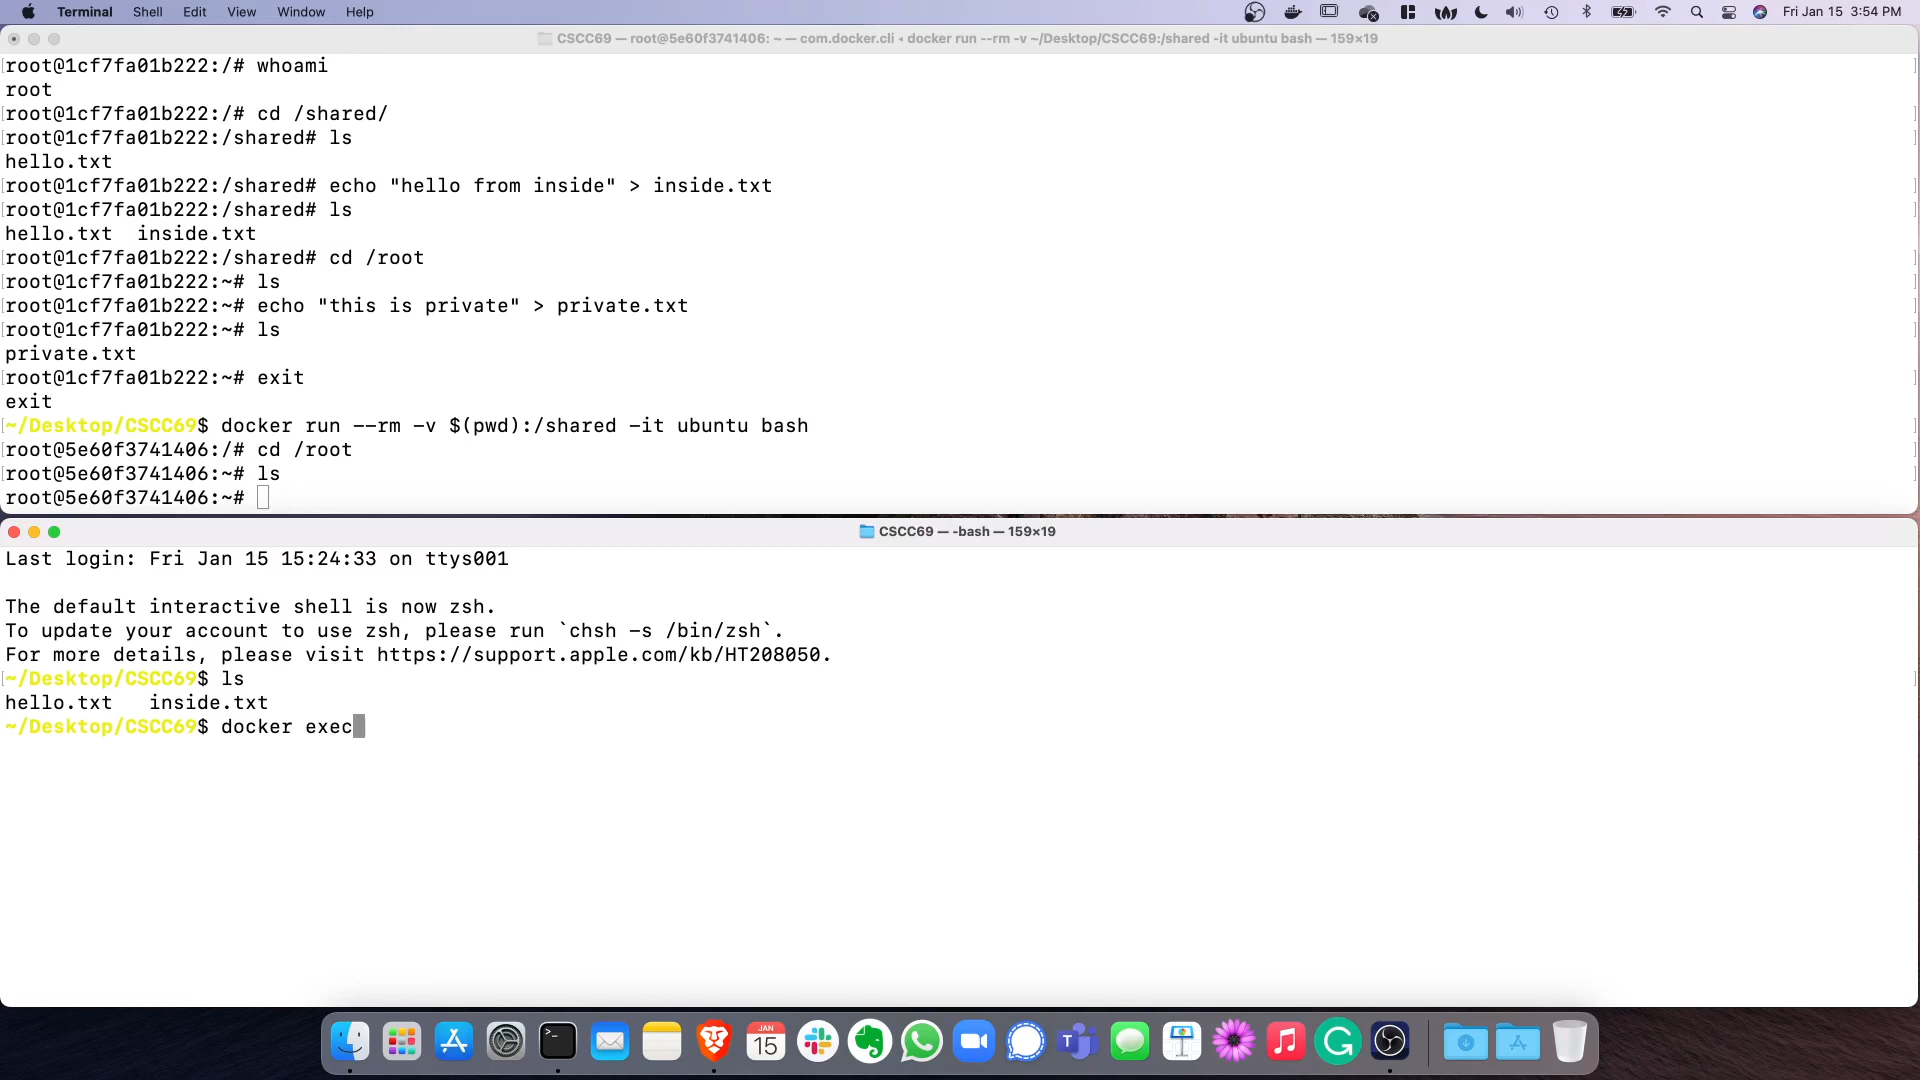 Terminal Shell Edit View Window Help Fri Jan 15 3:54 PM
CSCC69 — root@5e60f3741406: ~ — com.docker.cli ◂ docker run --rm -v ~/Desktop/CSCC69:/shared -it ubuntu bash — 159×19
root@1cf7fa01b222:/# whoami
root
root@1cf7fa01b222:/# cd /shared/
root@1cf7fa01b222:/shared# ls
hello.txt
root@1cf7fa01b222:/shared# echo "hello from inside" > inside.txt
root@1cf7fa01b222:/shared# ls
hello.txt  inside.txt
root@1cf7fa01b222:/shared# cd /root
root@1cf7fa01b222:~# ls
root@1cf7fa01b222:~# echo "this is private" > private.txt
root@1cf7fa01b222:~# ls
private.txt
root@1cf7fa01b222:~# exit
exit
~/Desktop/CSCC69$ docker run --rm -v $(pwd):/shared -it ubuntu bash
root@5e60f3741406:/# cd /root
root@5e60f3741406:~# ls
root@5e60f3741406:~#
CSCC69 — -bash — 159×19
Last login: Fri Jan 15 15:24:33 on ttys001
The default interactive shell is now zsh.
To update your account to use zsh, please run `chsh -s /bin/zsh`.
For more details, please visit https://support.apple.com/kb/HT208050.
~/Desktop/CSCC69$ ls
hello.txt   inside.txt
~/Desktop/CSCC69$ docker exec
JAN
15